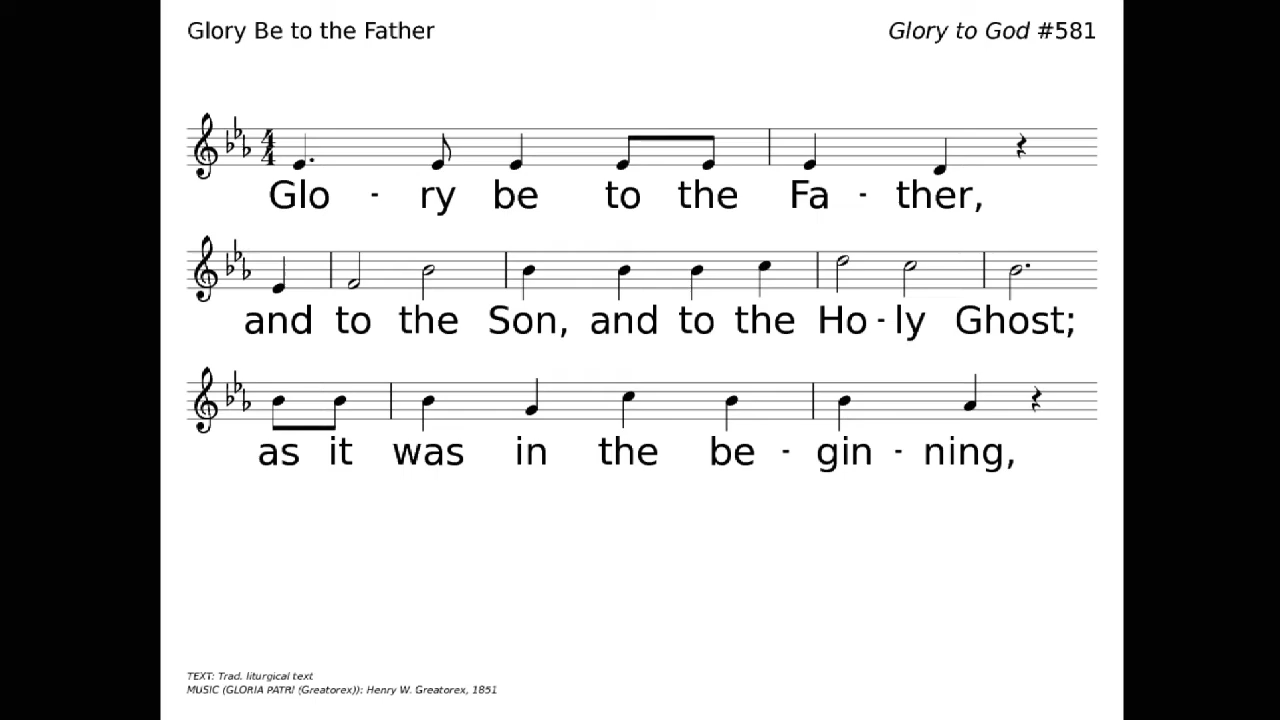 Glory Be to the Father Glory to God #581
Glo - ry be to the Fa - ther,
and to the Son, and to the Ho - ly Ghost;
as it was in the be - gin - ning,
TEXT: Trad. liturgical text
MUSIC (GLORIA PATRI (Greatorex)): Henry W. Greatorex, 1851